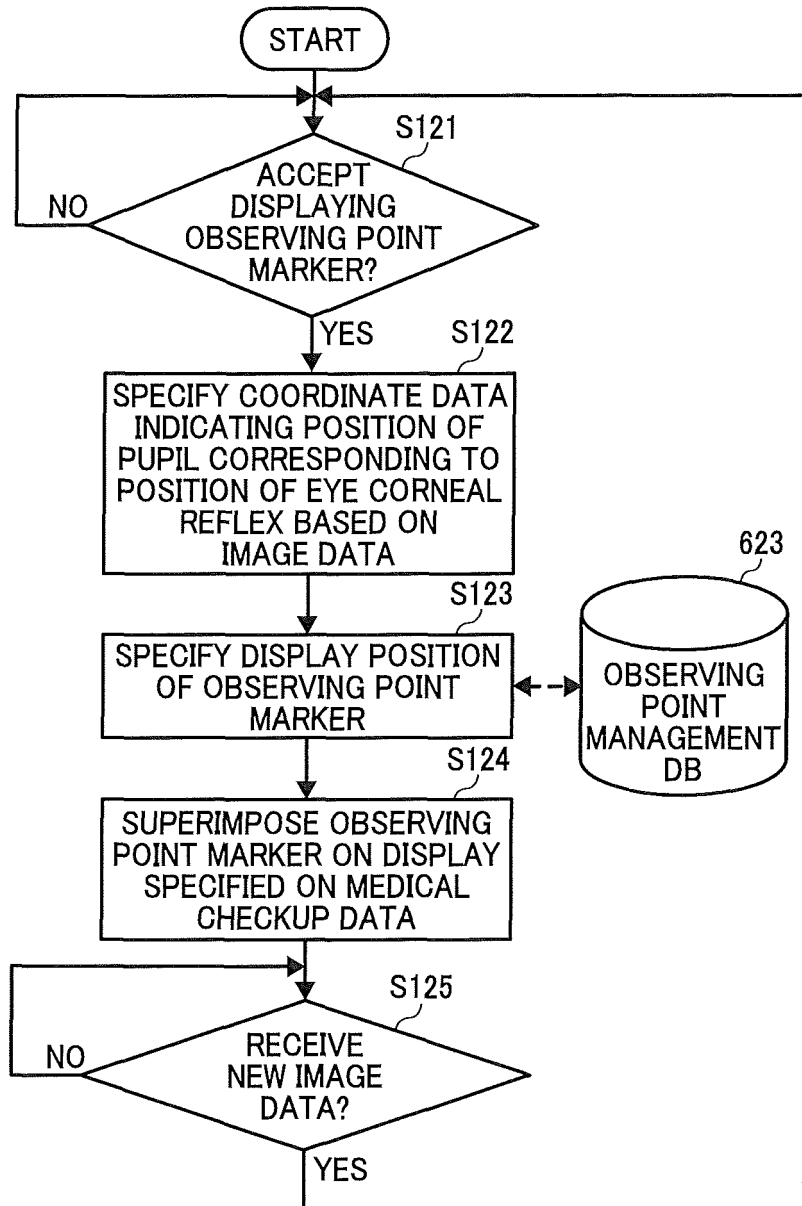 START
S121
ACCEPT
DISPLAYING
OBSERVING POINT
MARKER?
NO
YES
S122
SPECIFY COORDINATE DATA
INDICATING POSITION OF
PUPIL CORRESPONDING TO
POSITION OF EYE CORNEAL
REFLEX BASED ON
IMAGE DATA
S123
SPECIFY DISPLAY POSITION
OF OBSERVING POINT
MARKER
623
OBSERVING
POINT
MANAGEMENT
DB
S124
SUPERIMPOSE OBSERVING
POINT MARKER ON DISPLAY
SPECIFIED ON MEDICAL
CHECKUP DATA
S125
RECEIVE
NEW IMAGE
DATA?
NO
YES